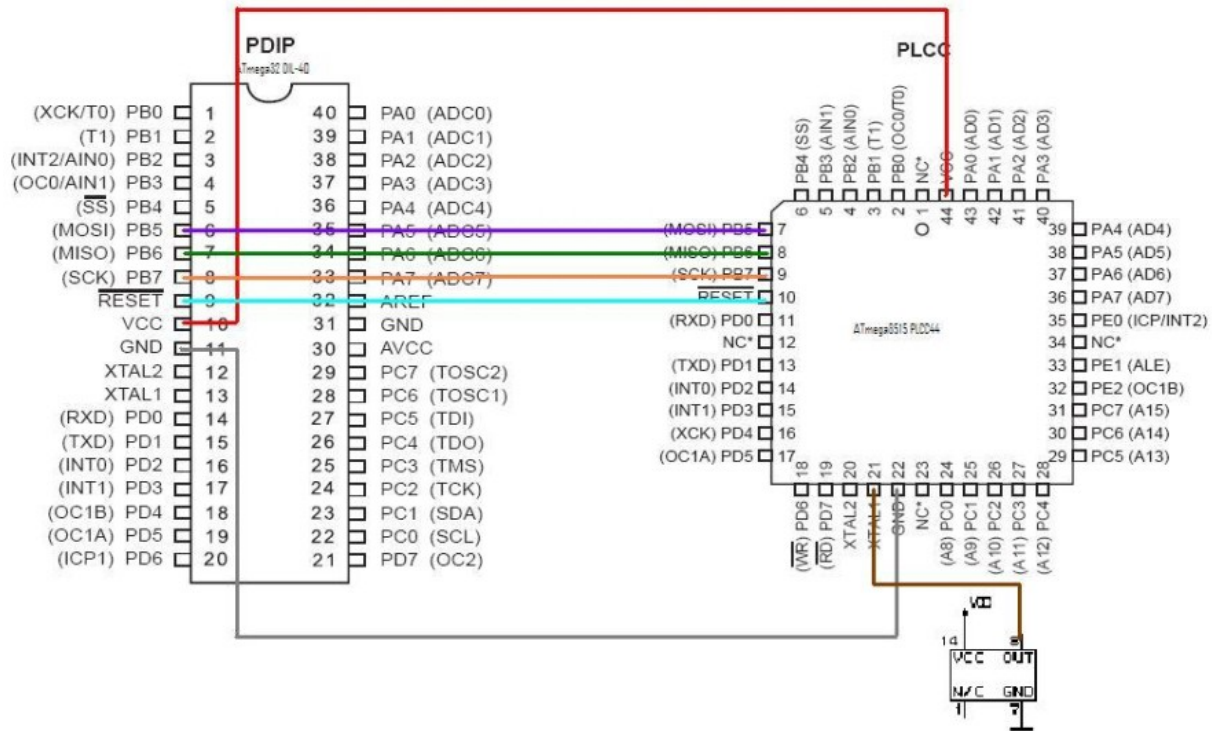 PDIP
ATmega32 DIL-40
(XCK/T0) PB0 1 40 PA0 (ADC0)
(T1) PB1 2 39 PA1 (ADC1)
(INT2/AIN0) PB2 3 38 PA2 (ADC2)
(OC0/AIN1) PB3 4 37 PA3 (ADC3)
(SS) PB4 5 36 PA4 (ADC4)
(MOSI) PB5 6 35 PA5 (ADC5)
(MISO) PB6 7 34 PA6 (ADC6)
(SCK) PB7 8 33 PA7 (ADC7)
RESET 9 32 AREF
VCC 10 31 GND
GND 11 30 AVCC
XTAL2 12 29 PC7 (TOSC2)
XTAL1 13 28 PC6 (TOSC1)
(RXD) PD0 14 27 PC5 (TDI)
(TXD) PD1 15 26 PC4 (TDO)
(INT0) PD2 16 25 PC3 (TMS)
(INT1) PD3 17 24 PC2 (TCK)
(OC1B) PD4 18 23 PC1 (SDA)
(OC1A) PD5 19 22 PC0 (SCL)
(ICP1) PD6 20 21 PD7 (OC2)
PLCC
PB4 (SS)
PB3 (AIN1)
PB2 (AIN0)
PB1 (T1)
PB0 (OC0/T0)
NC*
VCC
PA0 (AD0)
PA1 (AD1)
PA2 (AD2)
PA3 (AD3)
6 5 4 3 2 1 44 43 42 41 40
(MOSI) PB5 7 39 PA4 (AD4)
(MISO) PB6 8 38 PA5 (AD5)
(SCK) PB7 9 37 PA6 (AD6)
RESET 10 36 PA7 (AD7)
(RXD) PD0 11 35 PE0 (ICP/INT2)
NC* 12 34 NC*
ATmega8515 PLCC44
(TXD) PD1 13 33 PE1 (ALE)
(INT0) PD2 14 32 PE2 (OC1B)
(INT1) PD3 15 31 PC7 (A15)
(XCK) PD4 16 30 PC6 (A14)
(OC1A) PD5 17 29 PC5 (A13)
18 19 20 21 22 23 24 25 26 27 28
(WR) PD6
(RD) PD7
XTAL2
XTAL1
GND
NC*
(A8) PC0
(A9) PC1
(A10) PC2
(A11) PC3
(A12) PC4
14 8
VCC OUT
N/C GND
1 7